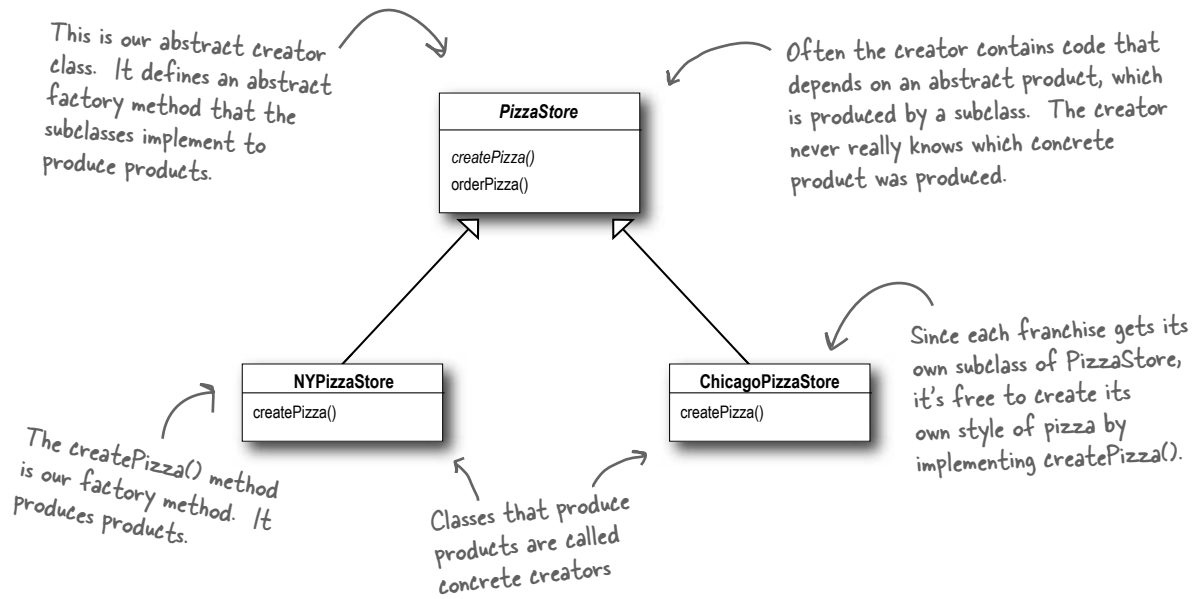 This is our abstract creator
class. It defines an abstract
factory method that the
subclasses implement to
produce products.
Often the creator contains code that
depends on an abstract product, which
is produced by a subclass. The creator
never really knows which concrete
product was produced.
PizzaStore
createPizza()
orderPizza()
NYPizzaStore
createPizza()
ChicagoPizzaStore
createPizza()
Since each franchise gets its
own subclass of PizzaStore,
it's free to create its
own style of pizza by
implementing createPizza().
The createPizza() method
is our factory method. It
produces products.
Classes that produce
products are called
concrete creators